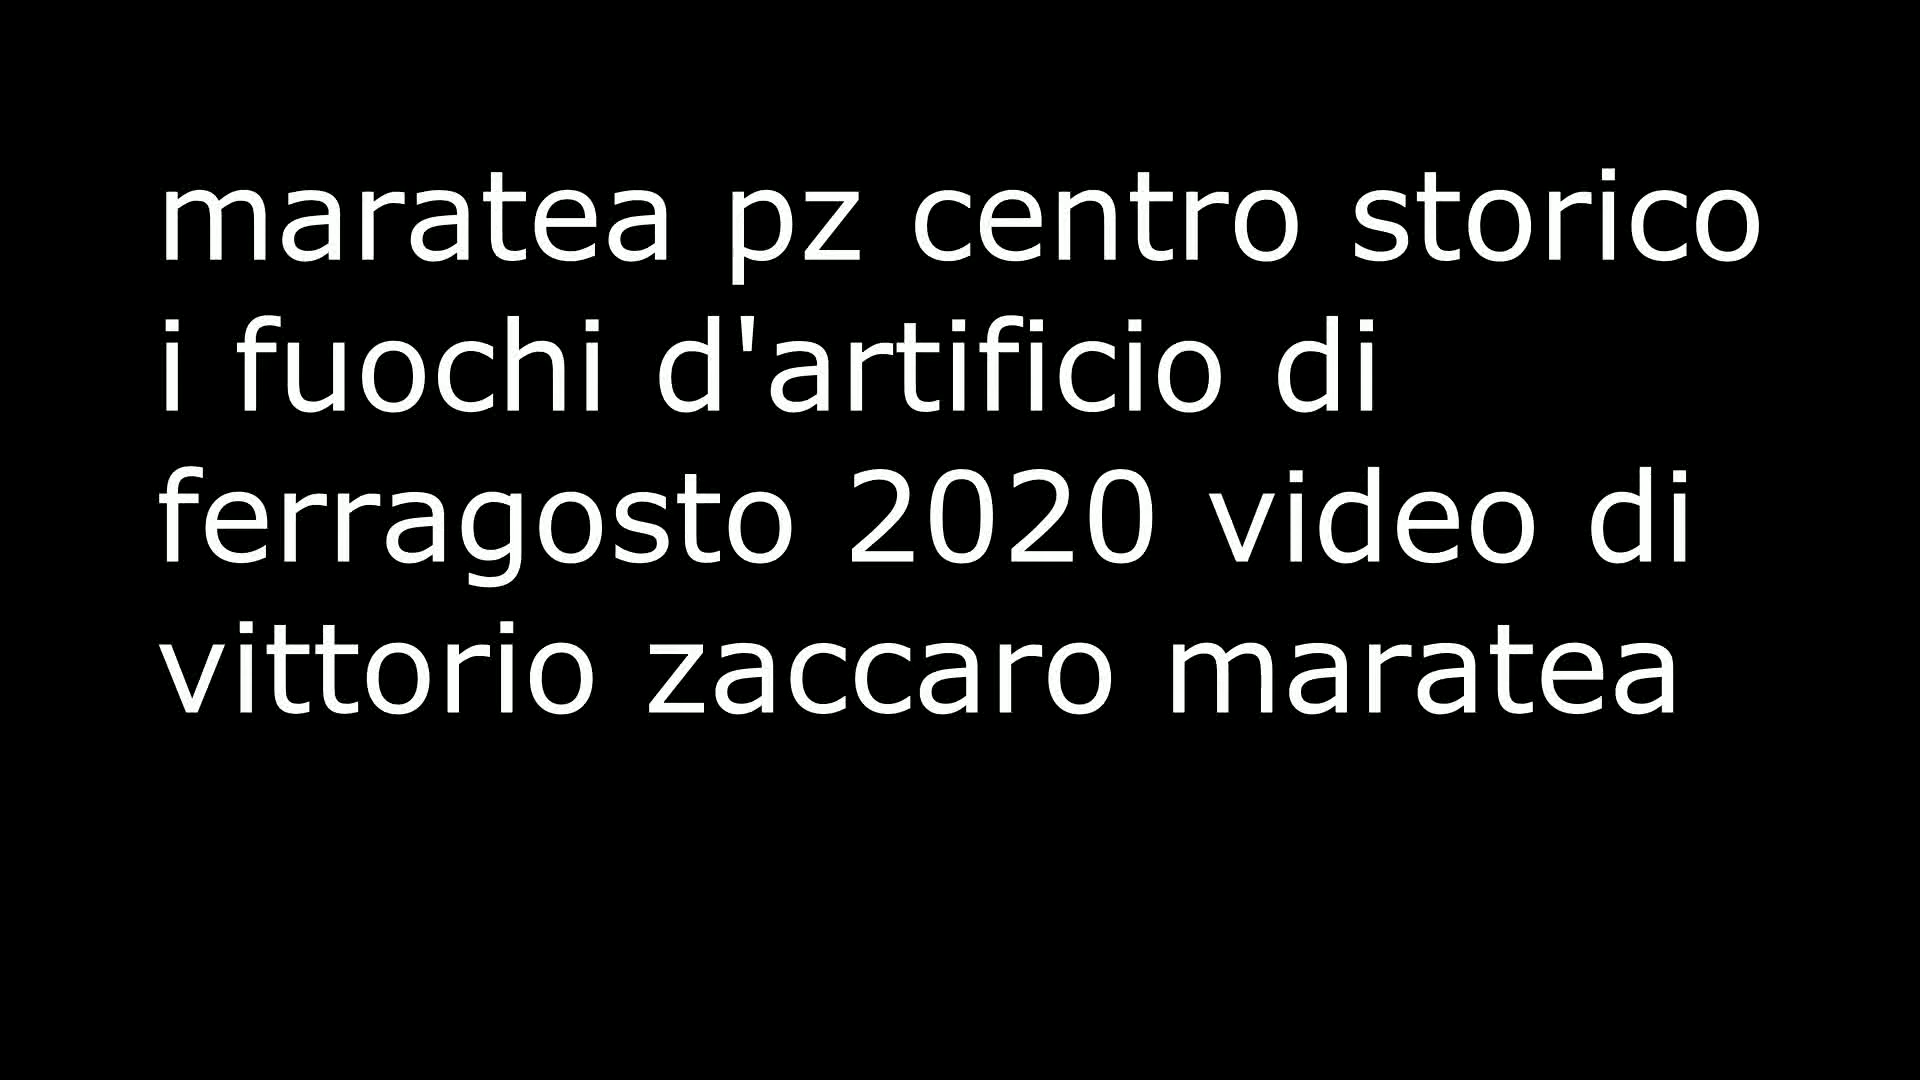 maratea pz centro storico
i fuochi d'artificio di
ferragosto 2020 video di
vittorio zaccaro maratea